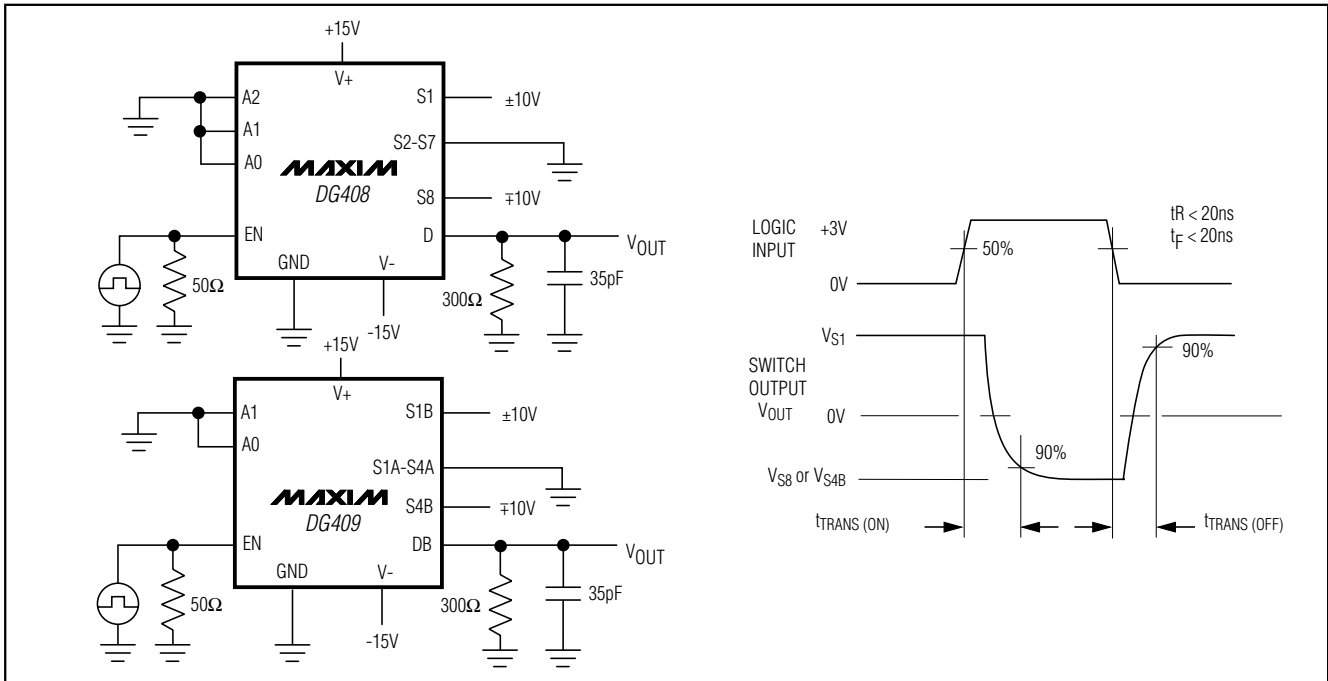 +15V
V+
A2
A1
A0
EN
S1
±10V
S2-S7
S8
∓10V
D
VOUT
MAXIM
DG408
GND
V-
50Ω
-15V
300Ω
35pF
+15V
V+
A1
A0
EN
S1B
±10V
S1A-S4A
S4B
∓10V
DB
VOUT
MAXIM
DG409
GND
V-
50Ω
-15V
300Ω
35pF
LOGIC
INPUT
+3V
50%
0V
tR < 20ns
tF < 20ns
VS1
SWITCH
OUTPUT
VOUT
0V
90%
90%
VS8 or VS4B
tTRANS (ON)
tTRANS (OFF)